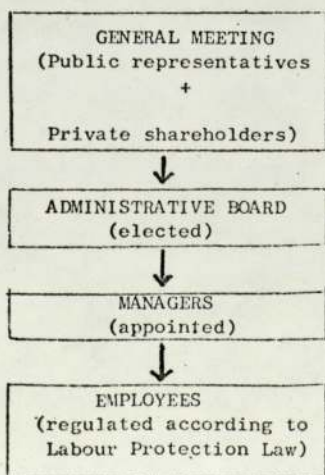 GENERAL MEETING
(Public representatives
+
Private shareholders)
ADMINISTRATIVE BOARD
(elected)
MANAGERS
(appointed)
EMPLOYEES
(regulated according to
Labour Protection Law)